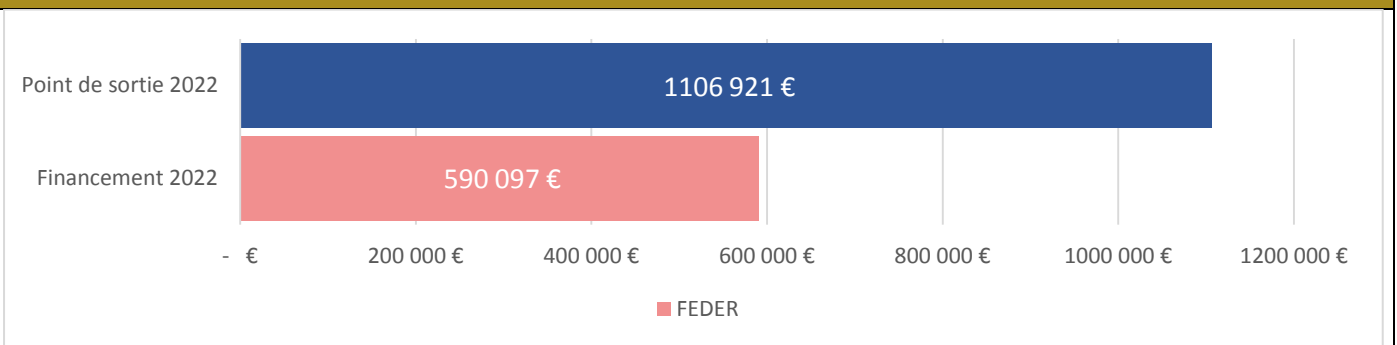 Point de sortie 2022
1106 921 €
Financement 2022
590 097 €
- €
200 000 €
400 000 €
600 000 €
800 000 €
1000 000 €
1200 000 €
FEDER